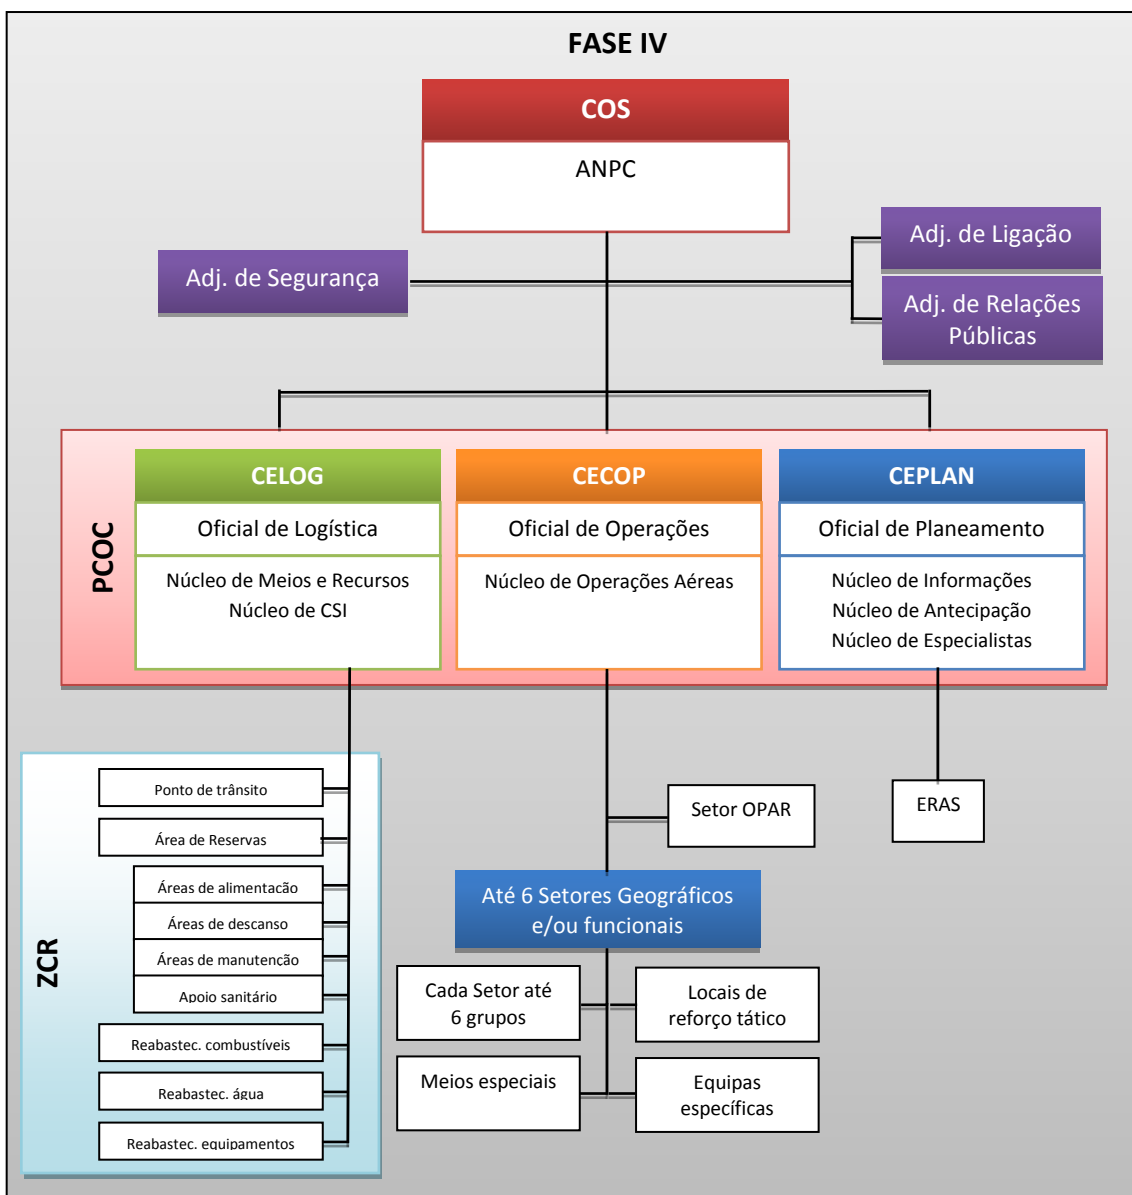 FASE IV
COS
ANPC
Adj. de Segurança
Adj. de Ligação
Adj. de Relações
Públicas
PCOC
CELOG
Oficial de Logística
Núcleo de Meios e Recursos
Núcleo de CSI
CECOP
Oficial de Operações
Núcleo de Operações Aéreas
CEPLAN
Oficial de Planeamento
Núcleo de Informações
Núcleo de Antecipação
Núcleo de Especialistas
ZCR
Ponto de trânsito
Área de Reservas
Áreas de alimentação
Áreas de descanso
Áreas de manutenção
Apoio sanitário
Reabastec. combustíveis
Reabastec. água
Reabastec. equipamentos
Setor OPAR
ERAS
Até 6 Setores Geográficos
e/ou funcionais
Cada Setor até
6 grupos
Locais de
reforço tático
Meios especiais
Equipas
específicas